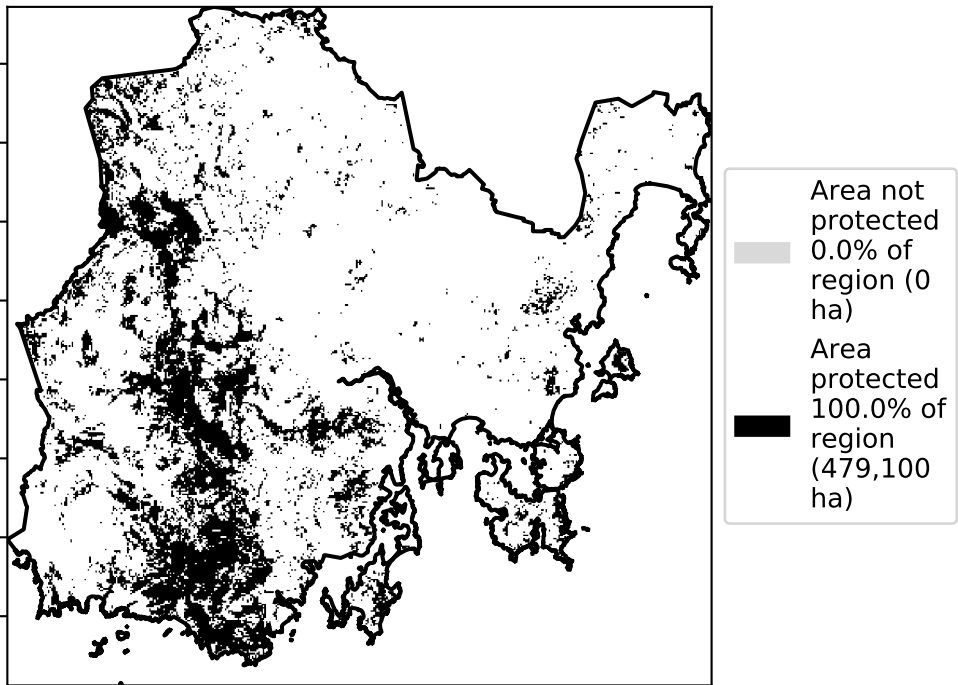 Area not
protected
0.0% of
region (0
ha)
Area
protected
100.0% of
region
(479,100
ha)